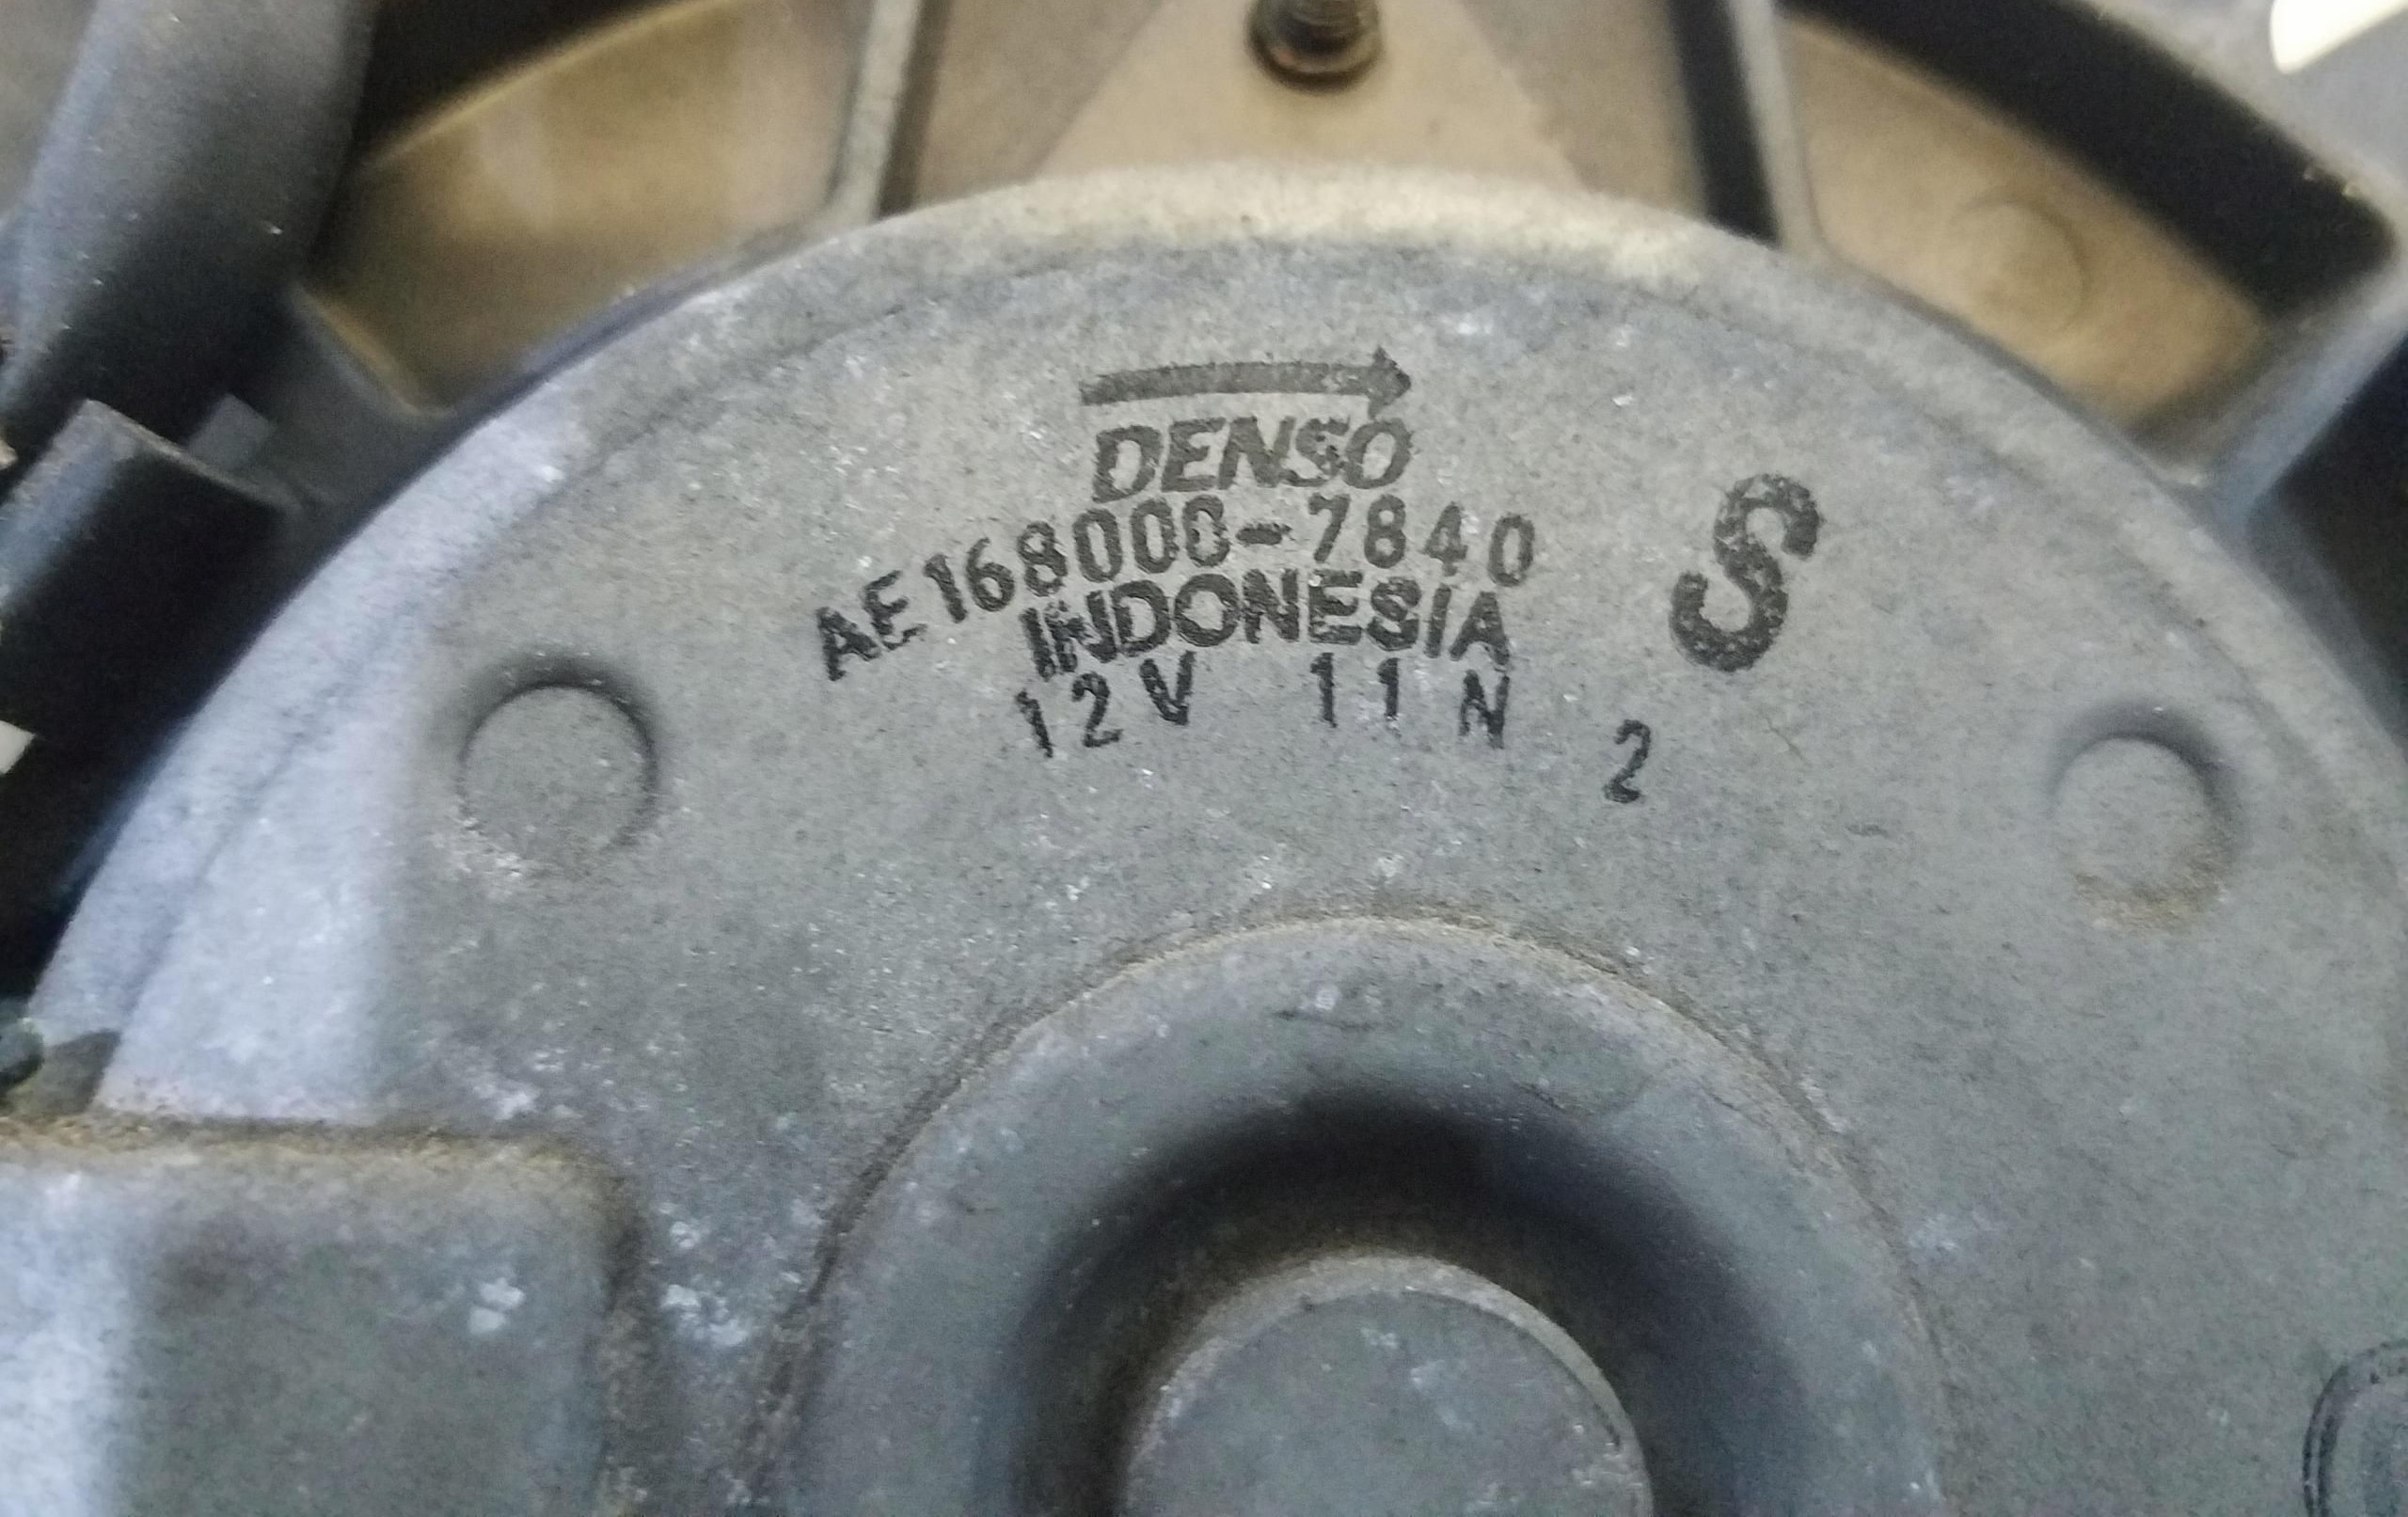 DENSO
AE168000-7840
S
INDONESIA
12V 11N
2